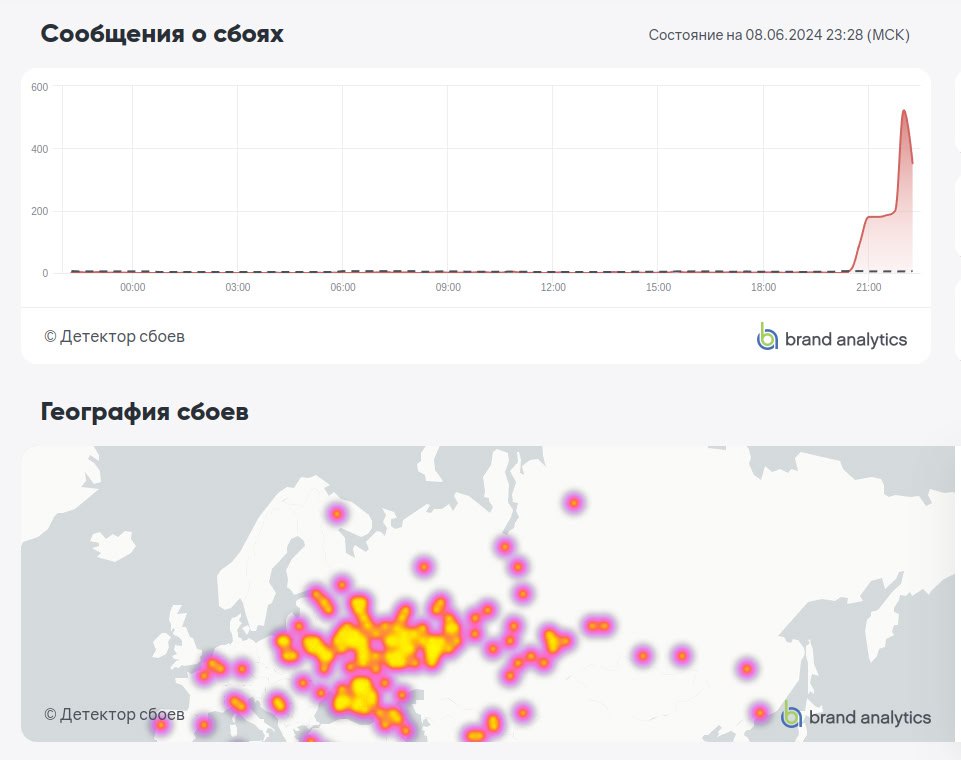 Сообщения о сбоях
Состояние на 08.06.2024 23:28 (МСК)
600
400
200
0
00:00 03:00 06:00 09:00 12:00 15:00 18:00 21:00
© Детектор сбоев
brand analytics
География сбоев
© Детектор сбоев
brand analytics